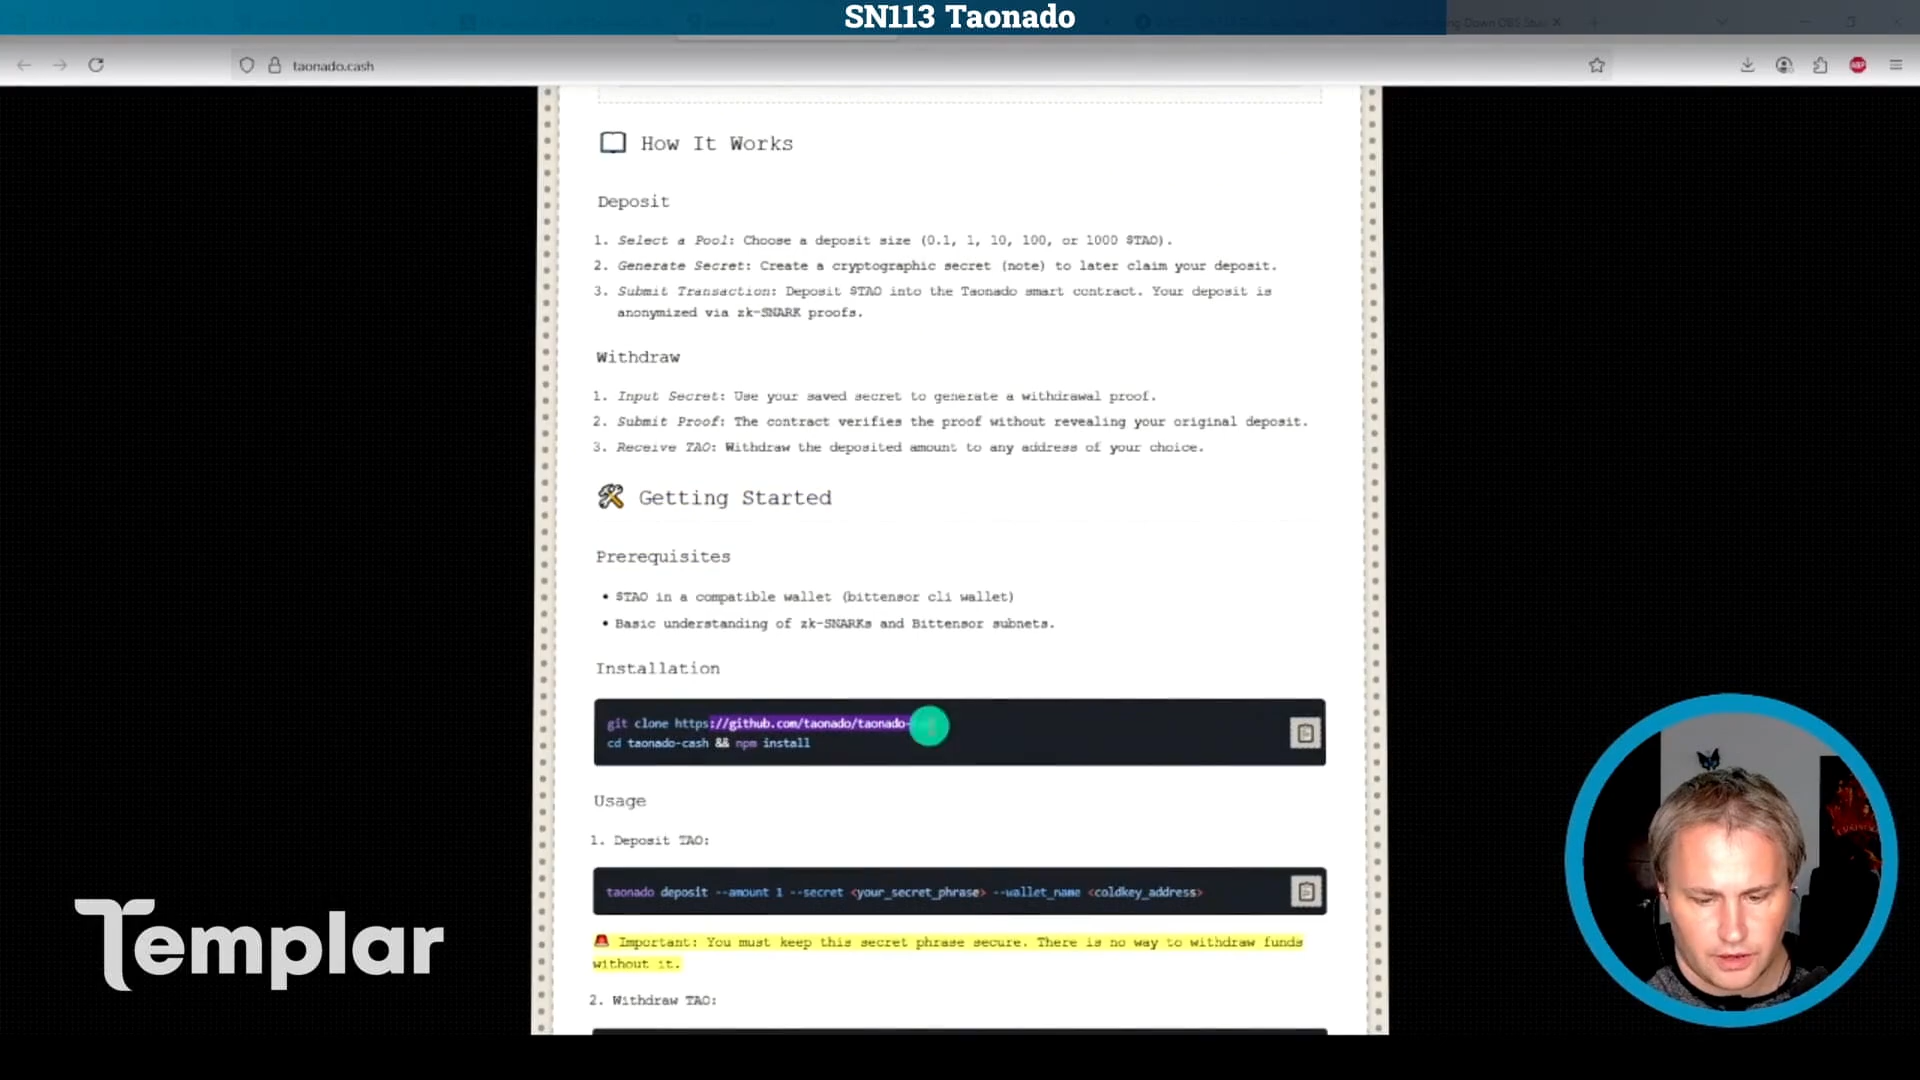 SN113 Taonado
taonado.cash
How It Works
Deposit
1. Select a Pool: Choose a deposit size (0.1, 1, 10, 100, or 1000 $TAO).
2. Generate Secret: Create a cryptographic secret (note) to later claim your deposit.
3. Submit Transaction: Deposit $TAO into the Taonado smart contract. Your deposit is
anonymized via zk-SNARK proofs.
Withdraw
1. Input Secret: Use your saved secret to generate a withdrawal proof.
2. Submit Proof: The contract verifies the proof without revealing your original deposit.
3. Receive TAO: Withdraw the deposited amount to any address of your choice.
Getting Started
Prerequisites
• $TAO in a compatible wallet (bittensor cli wallet)
• Basic understanding of zk-SNARKs and Bittensor subnets.
Installation
git clone https://github.com/taonado/taonado-
cd taonado-cash && npm install
Usage
1. Deposit TAO:
taonado deposit --amount 1 --secret <your_secret_phrase> --wallet_name <coldkey_address>
Important: You must keep this secret phrase secure. There is no way to withdraw funds
without it.
2. Withdraw TAO:
Templar